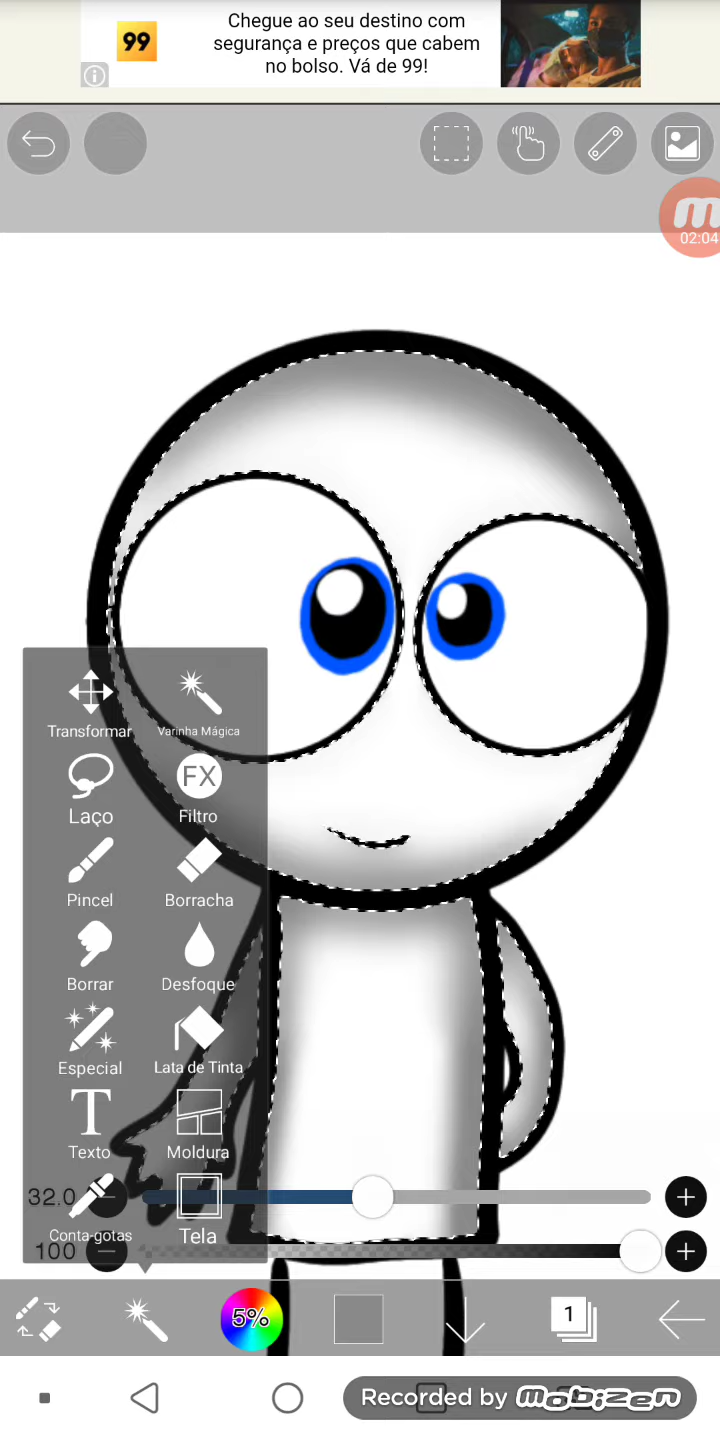 99
Chegue ao seu destino com
segurança e preços que cabem
no bolso. Vá de 99!
02:04
Transformar
Varinha Mágica
Laço
FX
Filtro
Pincel
Borracha
Borrar
Desfoque
Especial
Lata de Tinta
T
Texto
Moldura
32.0
Conta-gotas
Tela
100
5%
1
Recorded by mobizen